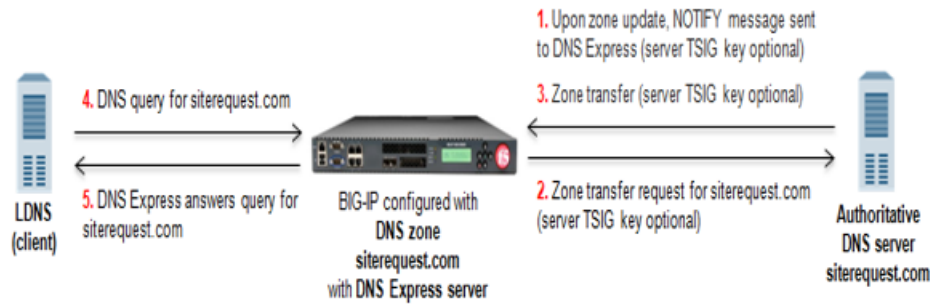 1. Upon zone update, NOTIFY message sent
to DNS Express (server TSIG key optional)
4. DNS query for siterequest.com
3. Zone transfer (server TSIG key optional)
5. DNS Express answers query for
siterequest.com
LDNS
(client)
BIG-IP configured with
DNS zone
siterequest.com
with DNS Express server
2. Zone transfer request for siterequest.com
(server TSIG key optional)
Authoritative
DNS server
siterequest.com